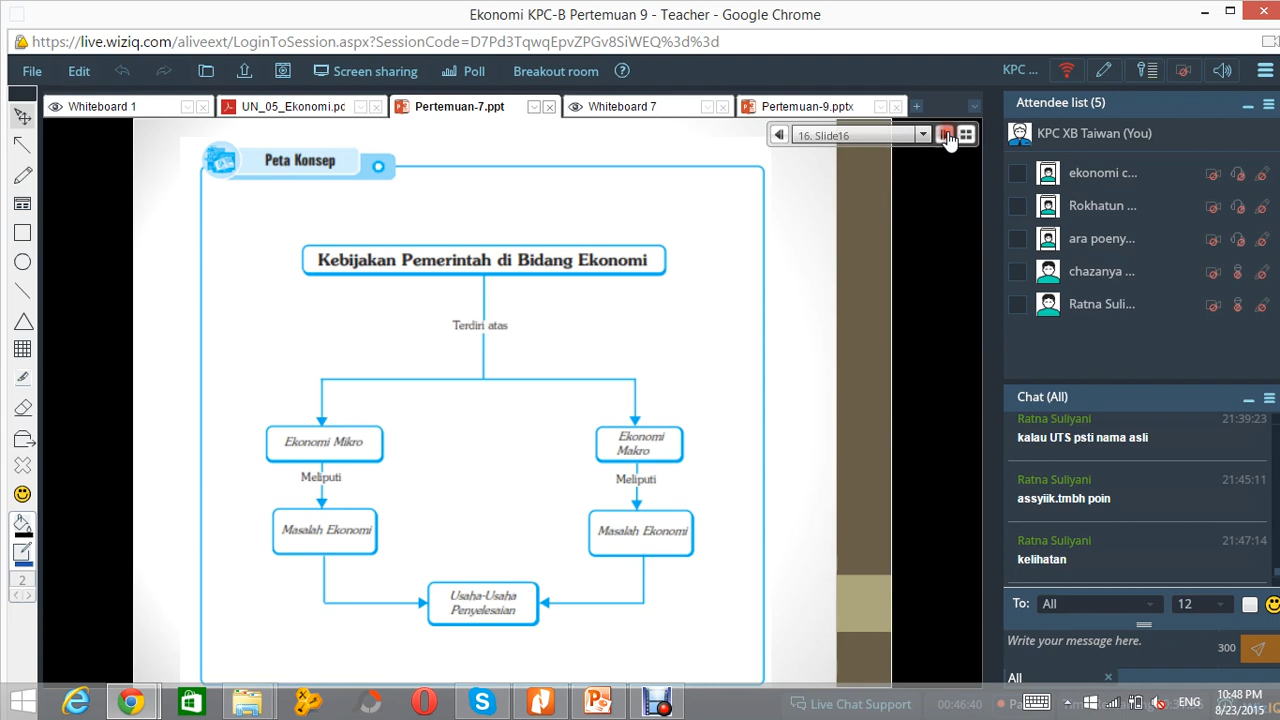 Ekonomi KPC-B Pertemuan 9 - Teacher - Google Chrome
https://live.wiziq.com/aliveext/LoginToSession.aspx?SessionCode=D7Pd3TqwqEpvZPGv8SiWEQ%3d%3d
File Edit Screen sharing Poll Breakout room KPC ...
Whiteboard 1 UN_05_Ekonomi.pd Pertemuan-7.ppt Whiteboard 7 Pertemuan-9.pptx
16. Slide16
Peta Konsep
Kebijakan Pemerintah di Bidang Ekonomi
Terdiri atas
Ekonomi Mikro
Ekonomi
Makro
Meliputi
Meliputi
Masalah Ekonomi
Masalah Ekonomi
Usaha-Usaha
Penyelesaian
2
Attendee list (5)
KPC XB Taiwan (You)
ekonomi c...
Rokhatun ...
ara poeny...
chazanya ...
Ratna Suli...
Chat (All)
Ratna Suliyani 21:39:23
kalau UTS psti nama asli
Ratna Suliyani 21:45:11
assyiik.tmbh poin
Ratna Suliyani 21:47:14
kelihatan
To: All 12
Write your message here. 300
All
Live Chat Support 00:46:40
ENG
10:48 PM
8/23/2015